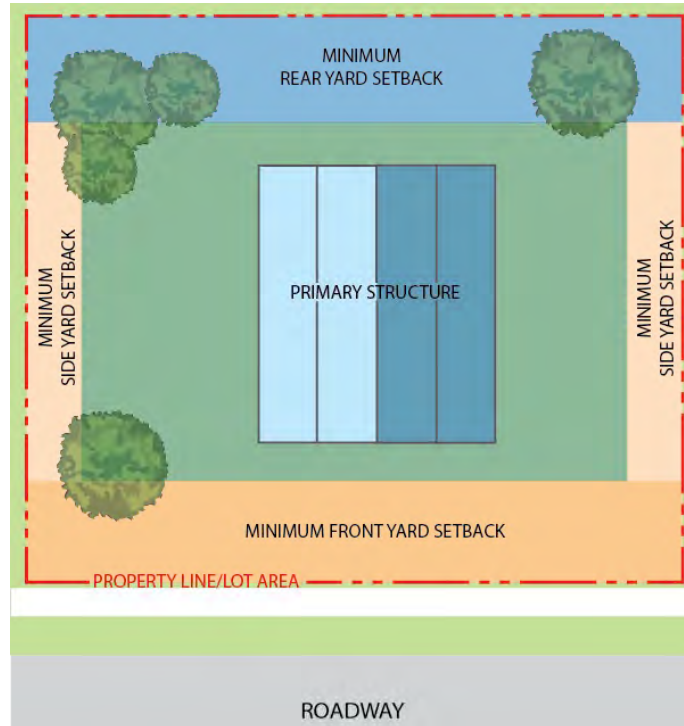 MINIMUM
REAR YARD SETBACK
MINIMUM
SIDE YARD SETBACK
PRIMARY STRUCTURE
MINIMUM
SIDE YARD SETBACK
MINIMUM FRONT YARD SETBACK
PROPERTY LINE/LOT AREA
ROADWAY